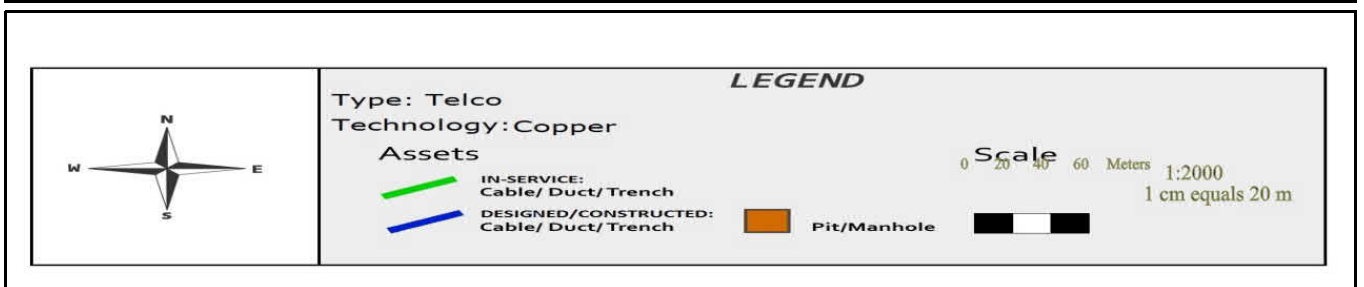 N
W
E
S
LEGEND
Type: Telco
Technology:Copper
Assets
IN-SERVICE:
Cable/ Duct/ Trench
DESIGNED/CONSTRUCTED:
Cable/ Duct/ Trench
Pit/Manhole
Scale
0 20 40 60 Meters
1:2000
1 cm equals 20 m